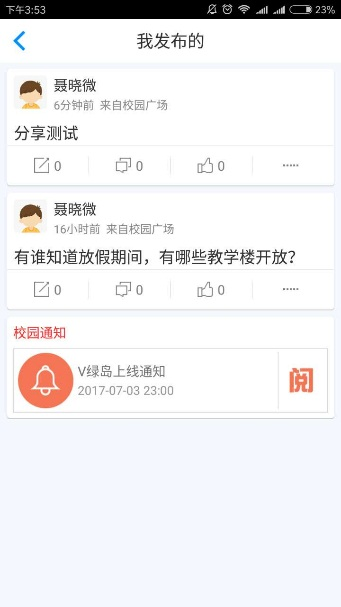 下午3:53
23%
我发布的
聂晓微
6分钟前 来自校园广场
分享测试
0 0 0
聂晓微
16小时前 来自校园广场
有谁知道放假期间，有哪些教学楼开放？
0 0 0
校园通知
V绿岛上线通知
2017-07-03 23:00
阅